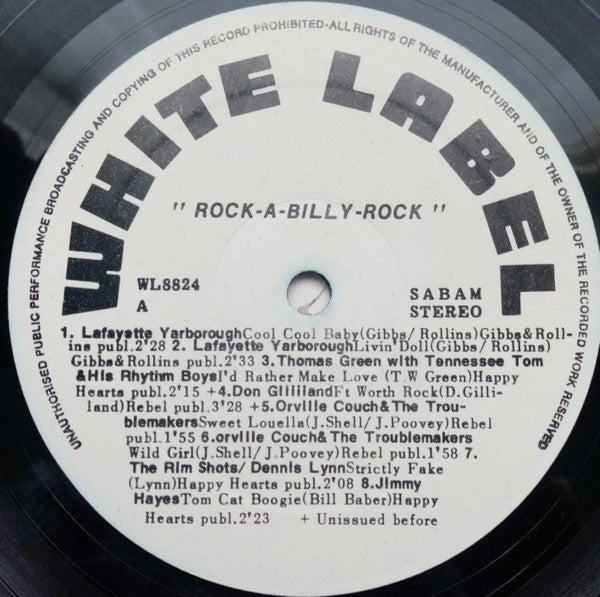 UNAUTHORISED PUBLIC PERFORMANCE BROADCASTING AND COPYING OF THIS RECORD PROHIBITED-ALL RIGHTS OF THE MANUFACTURER AND OF THE OWNER OF THE RECORDED WORK RESERVED
WHITE LABEL
" ROCK-A-BILLY-ROCK "
WL8824
A
SABAM
STEREO
1. Lafayette YarboroughCool Cool Baby(Gibbs/ Rollins)Gibbs&Roll-
ins publ.2'28 2. Lafayette YarboroughLivin'Doll(Gibbs/ Rollins)
Gibbs&Rollins publ.2'33 3.Thomas Green with Tennessee Tom
&His Rhythm BoysI'd Rather Make Love (T.W Green)Happy
Hearts publ.2'15 +4.Don GilililandFt Worth Rock(D.Gilli-
land)Rebel publ.3'28 +5.Orville Couch&The Trou-
blemakersSweet Louella(J.Shell/J.Poovey)Rebel
publ.1'55 6.orville Couch&The Troublemakers
Wild Girl(J.Shell/J.Poovey)Rebel publ.1'58 7.
The Rim Shots/ Dennis LynnStrictly Fake
(Lynn)Happy Hearts publ.2'08 8.Jimmy
HayesTom Cat Boogie(Bill Baber)Happy
Hearts publ.2'23 + Unissued before